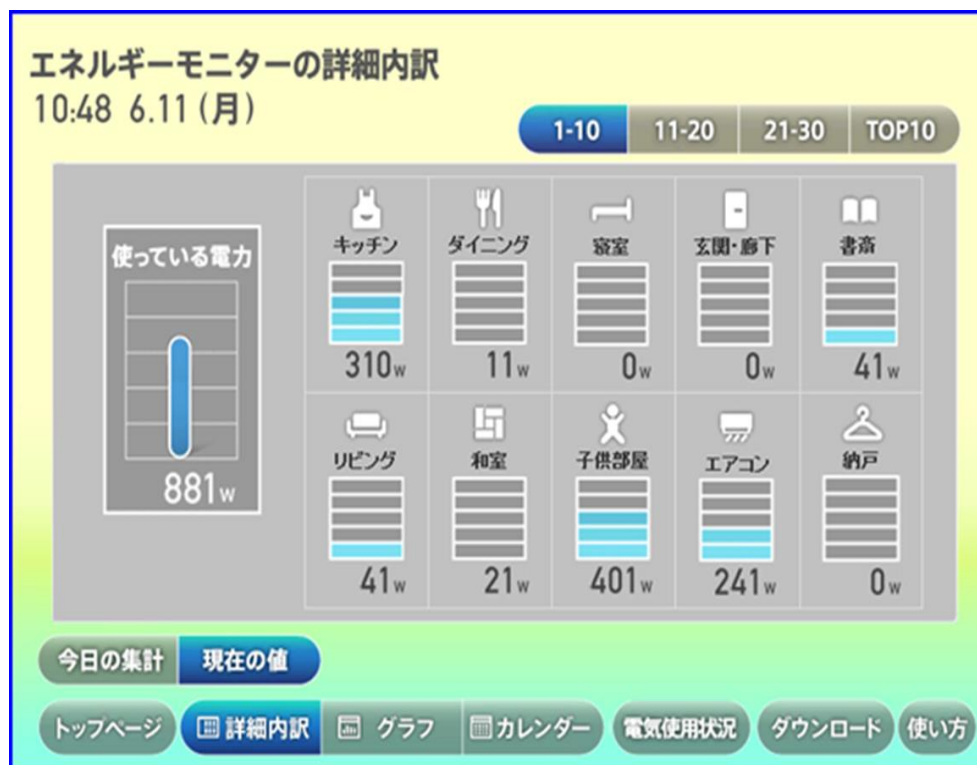 エネルギーモニターの詳細内訳
10:48 6.11(月)
1-10 11-20 21-30 TOP10
使っている電力
881w
キッチン ダイニング 寝室 玄関・廊下 書斎
310w 11w 0w 0w 41w
リビング 和室 子供部屋 エアコン 納戸
41w 21w 401w 241w 0w
今日の集計 現在の値
トップページ 詳細内訳 グラフ カレンダー 電気使用状況 ダウンロード 使い方